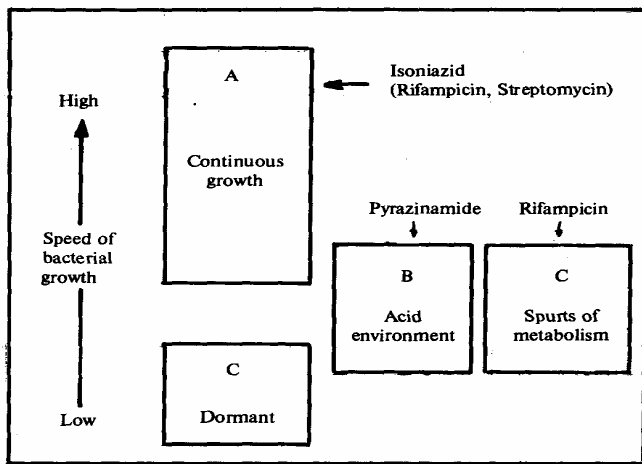 A
Isoniazid
(Rifampicin, Streptomycin)
High
Continuous
growth
Pyrazinamide
Rifampicin
Speed of
bacterial
growth
B
Acid
environment
C
Spurts of
metabolism
C
Dormant
Low